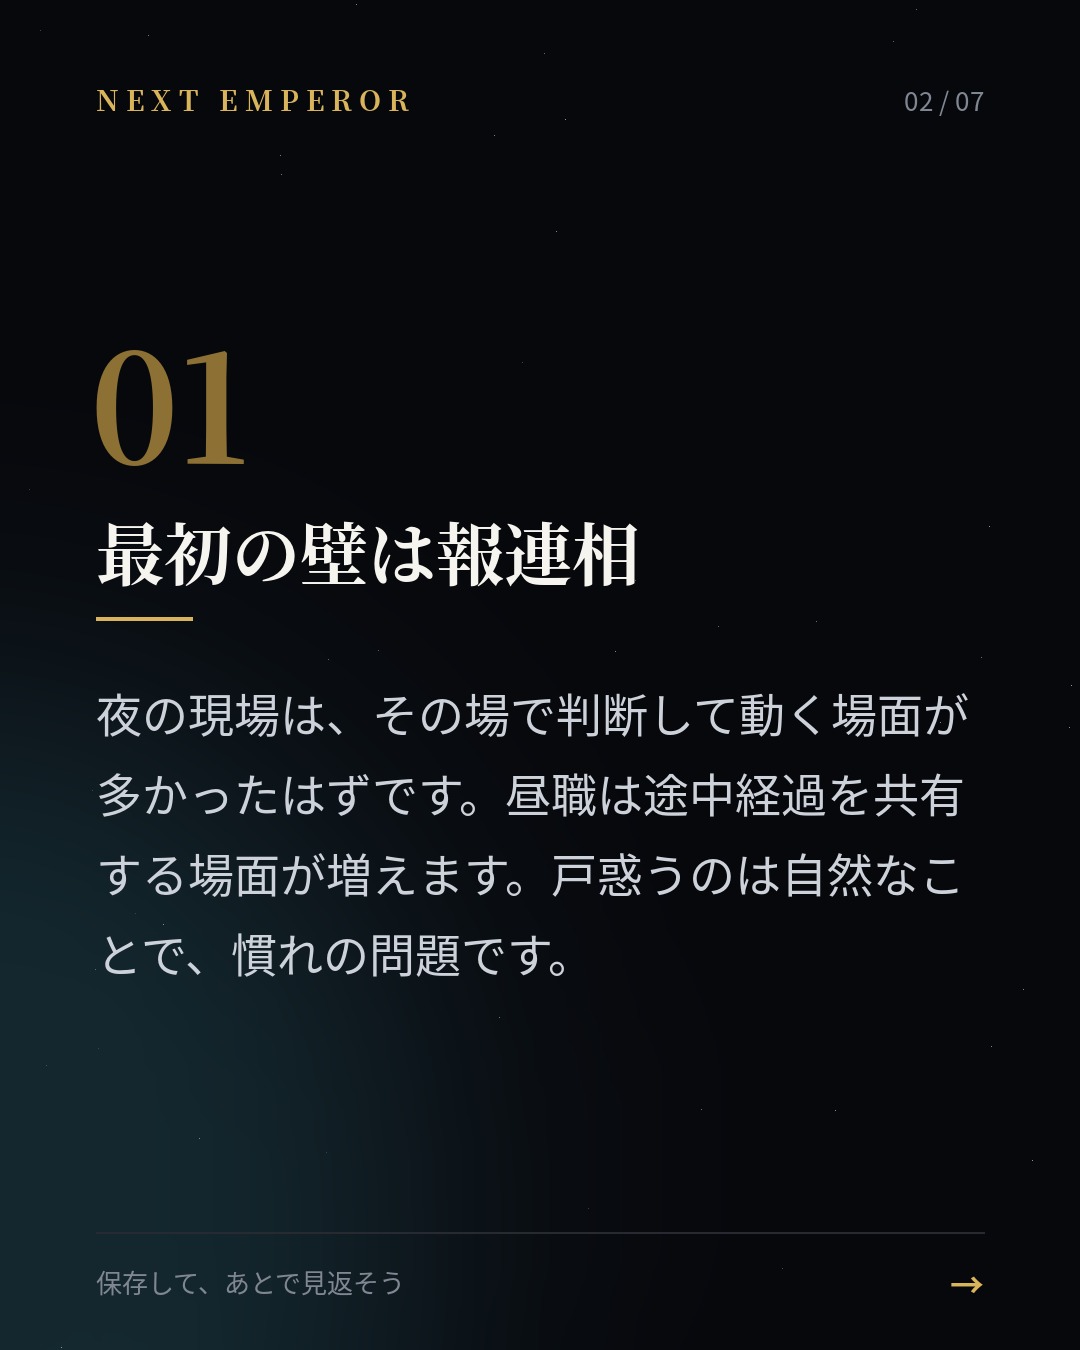 NEXT EMPEROR
02 / 07
01
最初の壁は報連相
夜の現場は、その場で判断して動く場面が
多かったはずです。昼職は途中経過を共有
する場面が増えます。戸惑うのは自然なこ
とで、慣れの問題です。
保存して、あとで見返そう
→